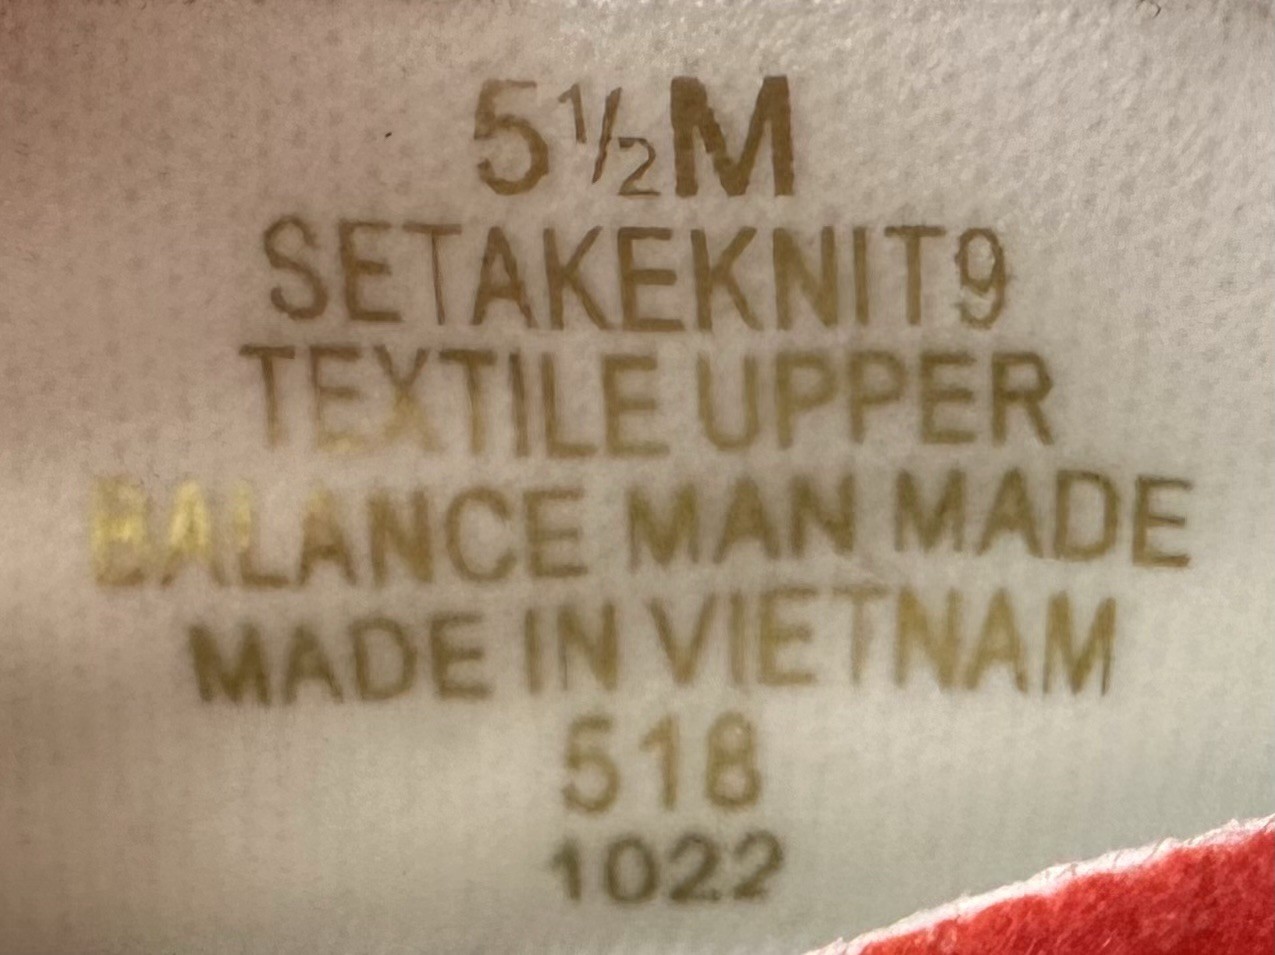 5½M
SETAKEKNIT9
TEXTILE UPPER
BALANCE MAN MADE
MADE IN VIETNAM
518
1022